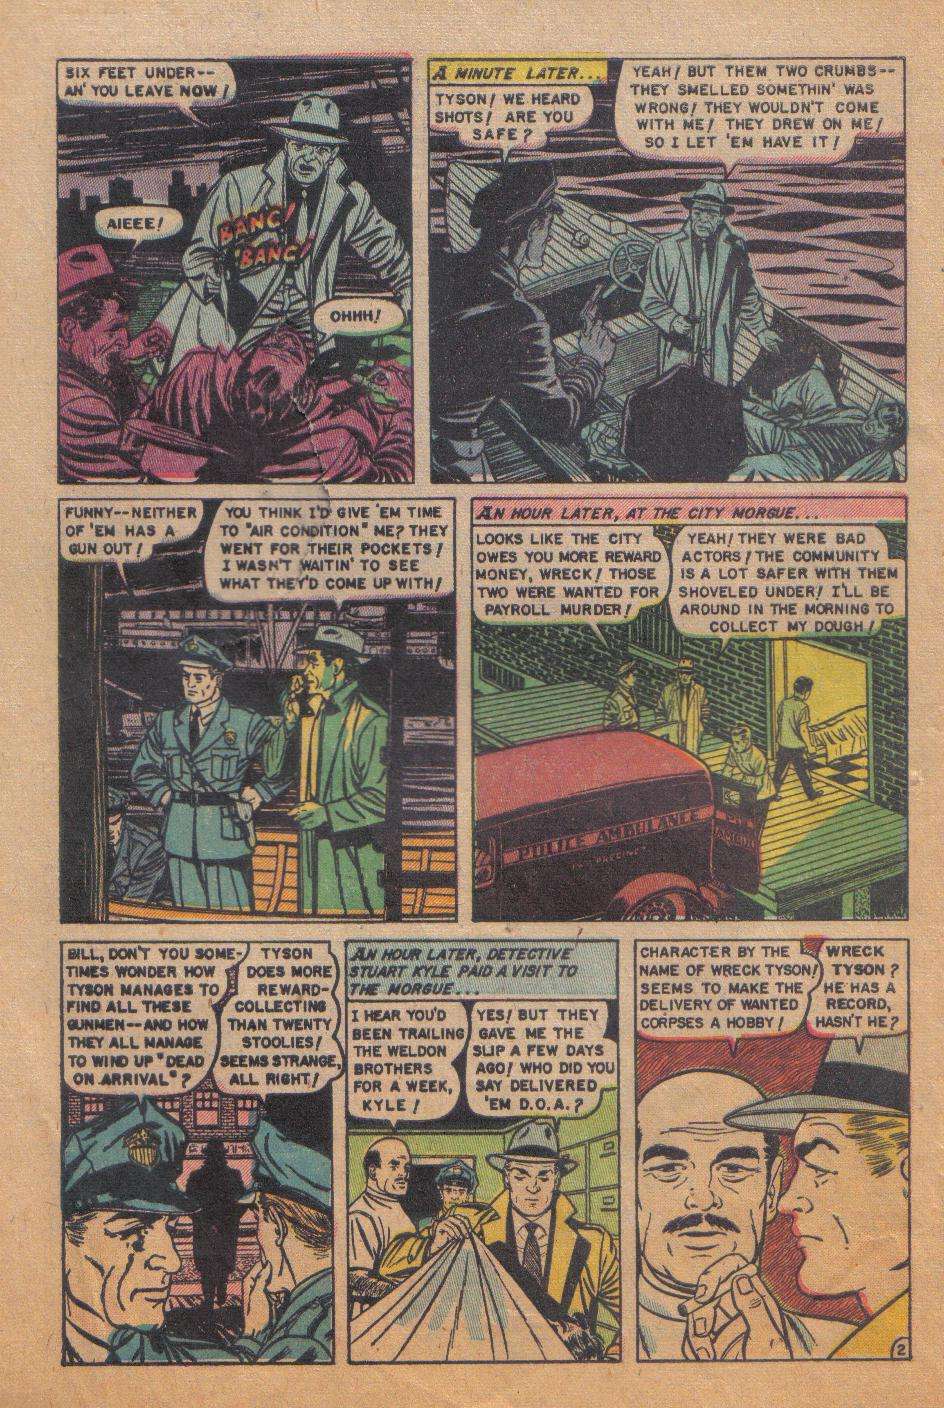 SIX FEET UNDER--
AN' YOU LEAVE NOW!
AIEEE!
BANG!
BANG!
OHHH!
A MINUTE LATER...
TYSON! WE HEARD
SHOTS! ARE YOU
SAFE?
YEAH! BUT THEM TWO CRUMBS--
THEY SMELLED SOMETHIN' WAS
WRONG! THEY WOULDN'T COME
WITH ME! THEY DREW ON ME!
SO I LET 'EM HAVE IT!
FUNNY--NEITHER
OF 'EM HAS A
GUN OUT!
YOU THINK I'D GIVE 'EM TIME
TO "AIR CONDITION" ME? THEY
WENT FOR THEIR POCKETS!
I WASN'T WAITIN' TO SEE
WHAT THEY'D COME UP WITH!
AN HOUR LATER, AT THE CITY MORGUE...
LOOKS LIKE THE CITY
OWES YOU MORE REWARD
MONEY, WRECK! THOSE
TWO WERE WANTED FOR
PAYROLL MURDER!
YEAH! THEY WERE BAD
ACTORS! THE COMMUNITY
IS A LOT SAFER WITH THEM
SHOVELED UNDER! I'LL BE
AROUND IN THE MORNING TO
COLLECT MY DOUGH!
POLICE AMBULANCE
PRECINCT
BILL, DON'T YOU SOME-
TIMES WONDER HOW
TYSON MANAGES TO
FIND ALL THESE
GUNMEN--AND HOW
THEY ALL MANAGE
TO WIND UP "DEAD
ON ARRIVAL"?
TYSON
DOES MORE
REWARD-
COLLECTING
THAN TWENTY
STOOLIES!
SEEMS STRANGE,
ALL RIGHT!
AN HOUR LATER, DETECTIVE
STUART KYLE PAID A VISIT TO
THE MORGUE...
I HEAR YOU'D
BEEN TRAILING
THE WELDON
BROTHERS
FOR A WEEK,
KYLE!
YES! BUT THEY
GAVE ME THE
SLIP A FEW DAYS
AGO! WHO DID YOU
SAY DELIVERED
'EM D.O.A.?
CHARACTER BY THE
NAME OF WRECK TYSON!
SEEMS TO MAKE THE
DELIVERY OF WANTED
CORPSES A HOBBY!
WRECK
TYSON?
HE HAS A
RECORD,
HASN'T HE?
2